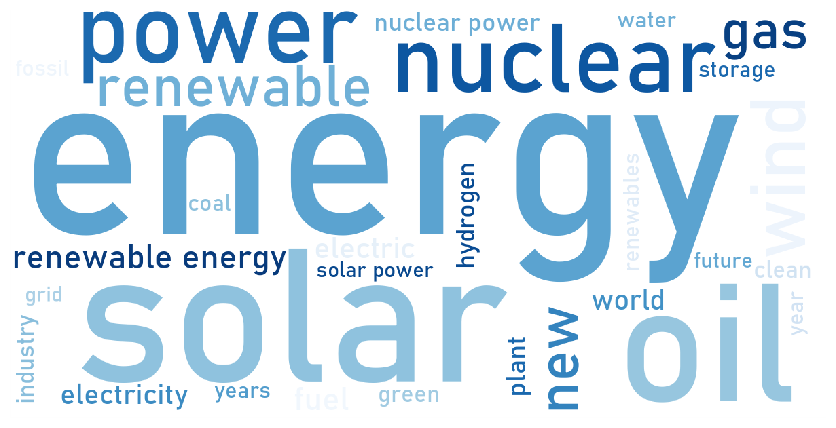 power
nuclear power
water
gas
nuclear
storage
fossil
renewable
wind
energy
coal
hydrogen
renewables
renewable energy
electric
solar power
future
clean
solar
grid
world
oil
year
industry
new
plant
electricity
years
fuel
green